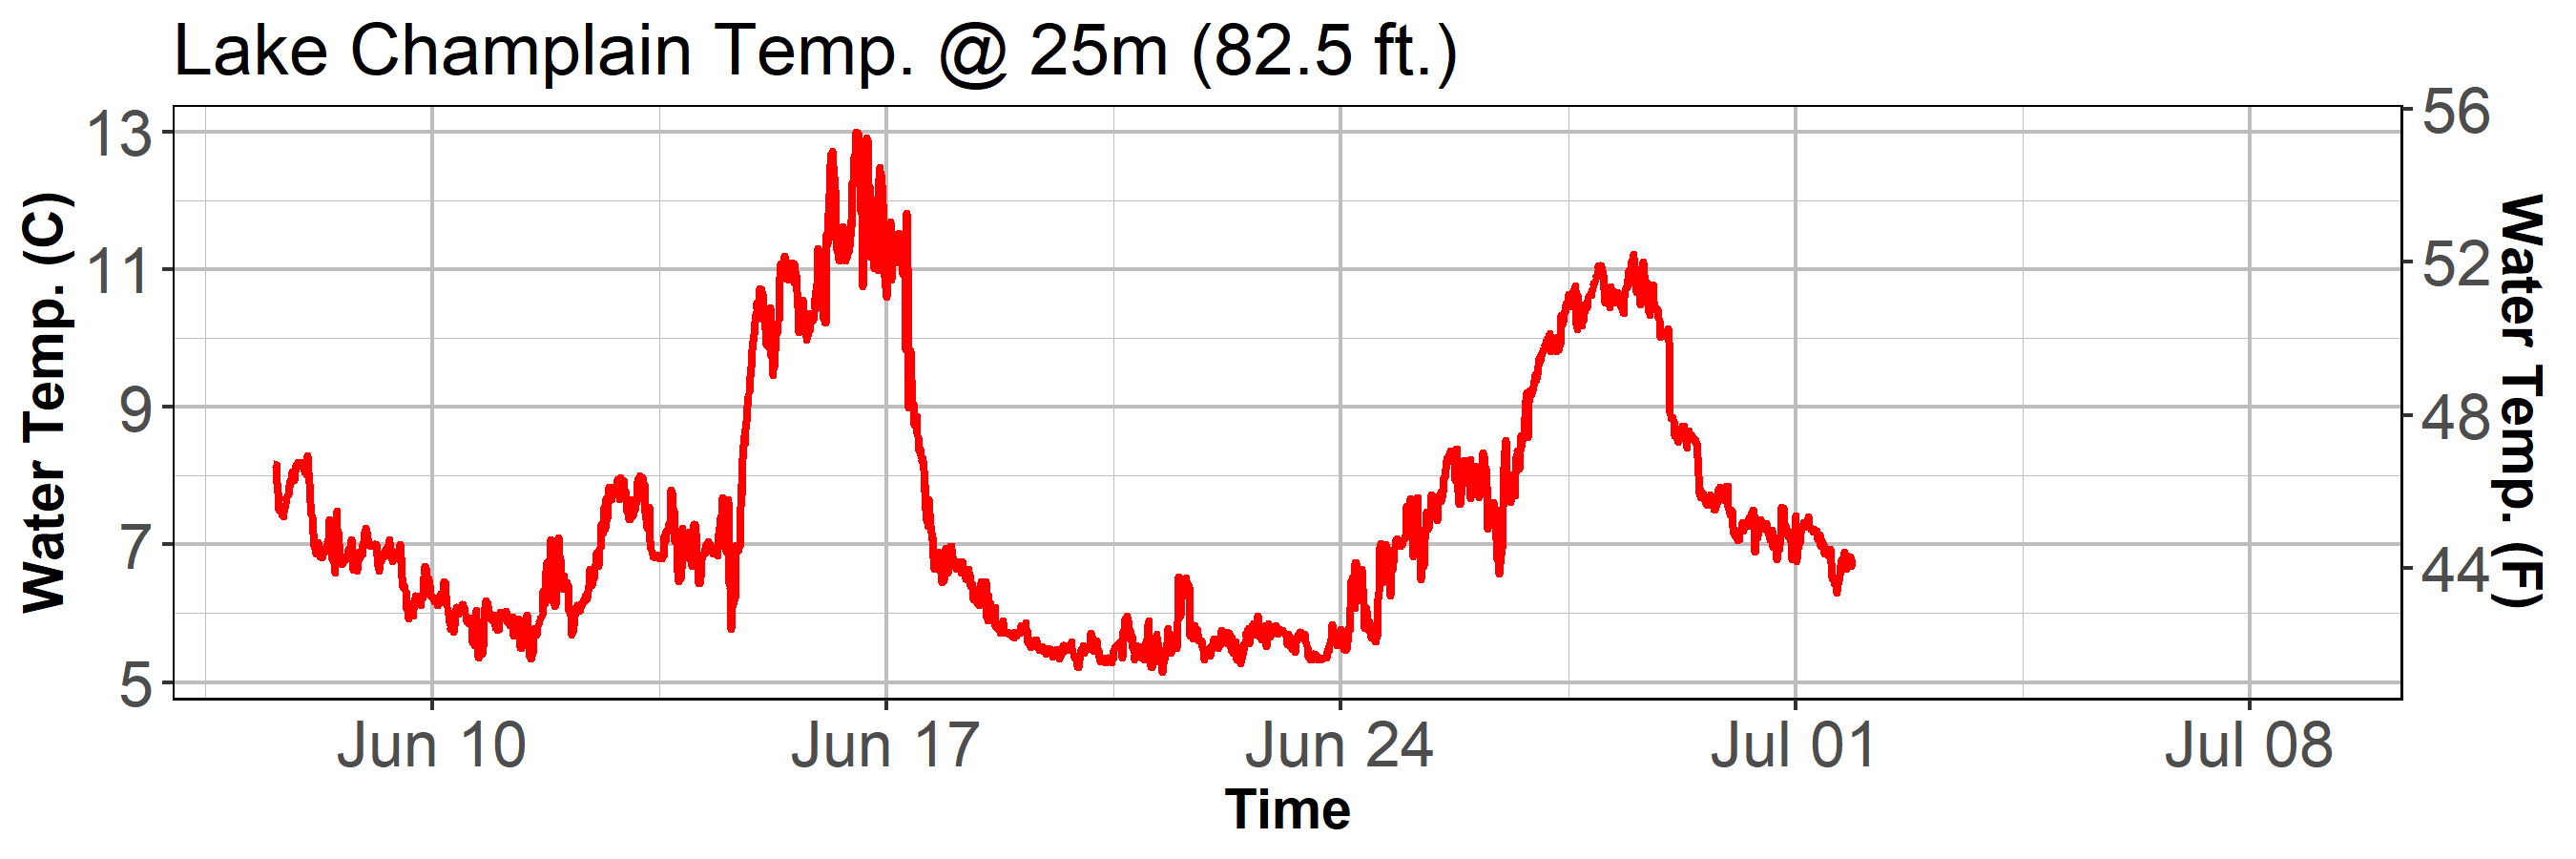 Lake Champlain Temp. @ 25m (82.5 ft.)
Water Temp. (C)
13
11
9
7
5
56
52
48
44
Water Temp. (F)
Jun 10 Jun 17 Jun 24 Jul 01 Jul 08
Time